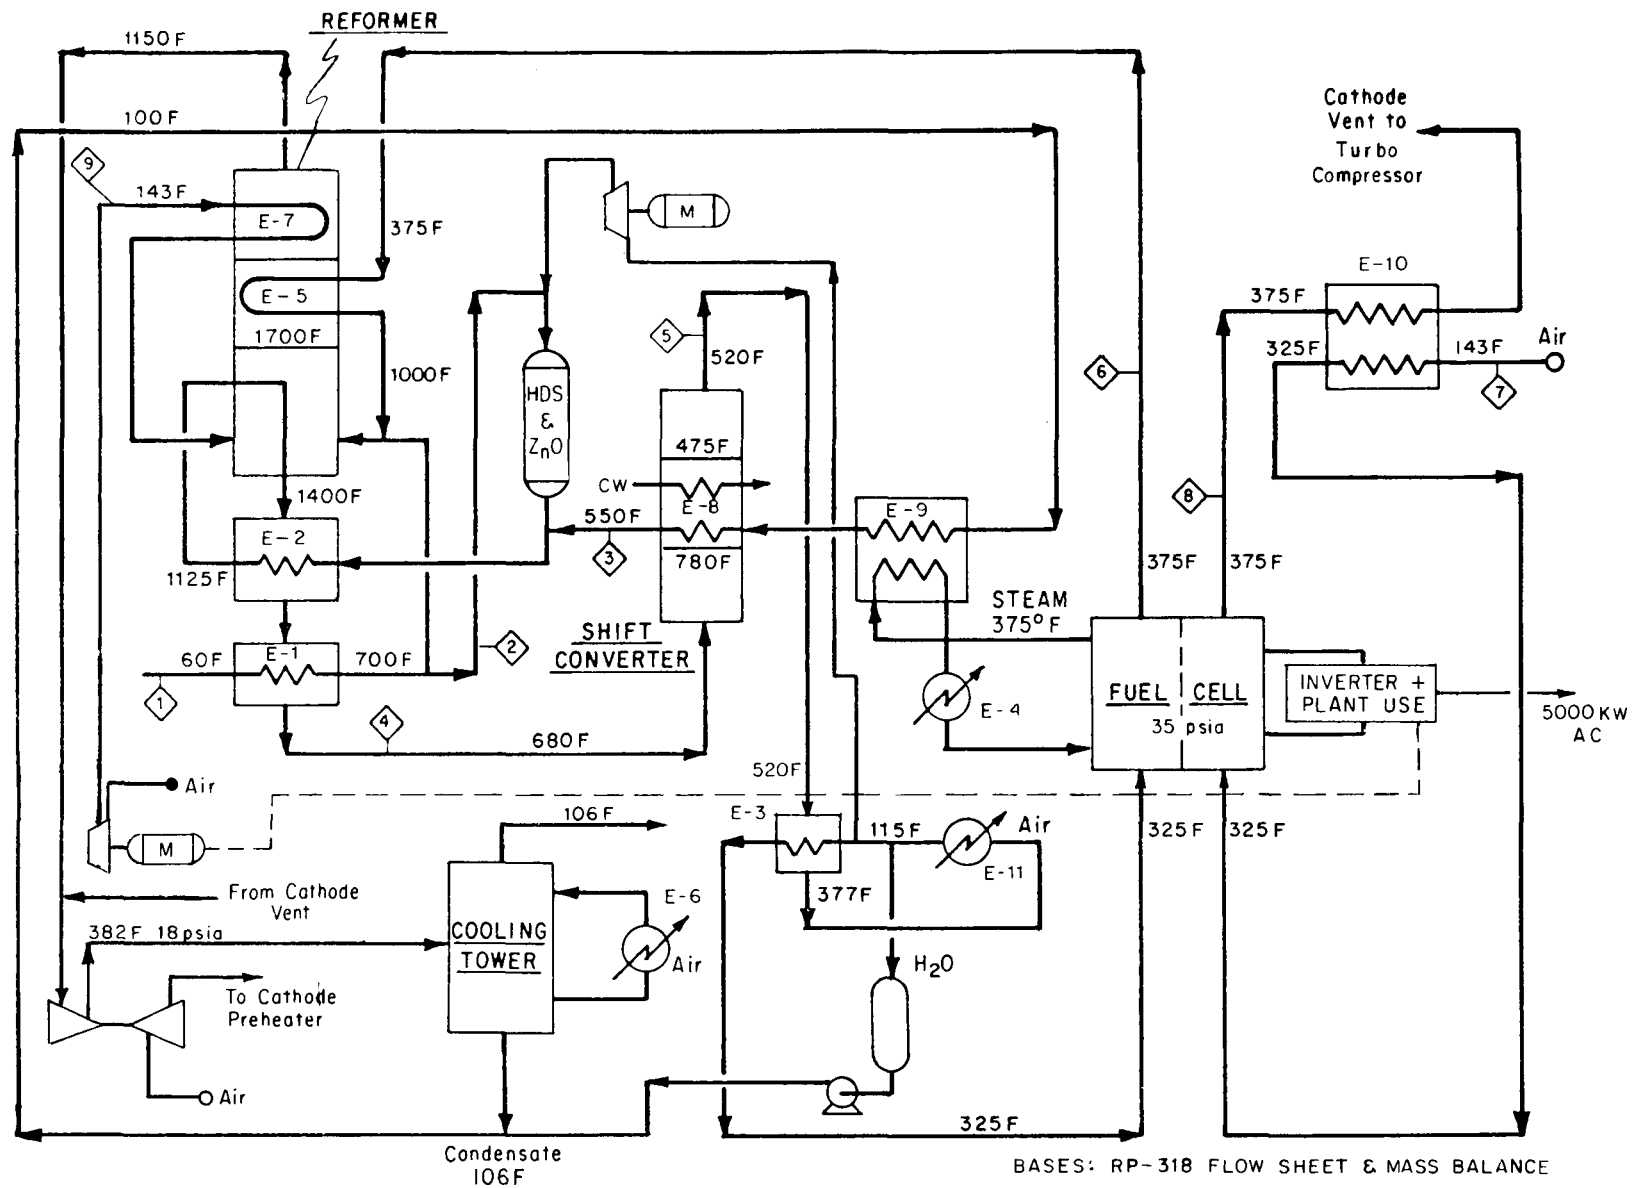 REFORMER
1150F
100F
Cathode
Vent to
Turbo
Compressor
9
143F
E-7
375F
M
E-5
E-10
375F
1700F
5
520F
6
325F
143F
Air
7
1000F
HDS
&
ZnO
475F
1400F
CW
E-8
8
E-2
550F
E-9
3
780F
1125F
375F
375F
STEAM
375°F
SHIFT
CONVERTER
2
E-1
60F
700F
1
FUEL CELL
35 psia
INVERTER +
PLANT USE
E-4
4
680F
5000KW
AC
520F
Air
E-3
106F
115F
Air
325F
325F
M
E-11
377F
From Cathode
Vent
E-6
382F 18psia
COOLING
TOWER
Air
H2O
To Cathode
Preheater
Air
325F
Condensate
106F
BASES: RP-318 FLOW SHEET & MASS BALANCE